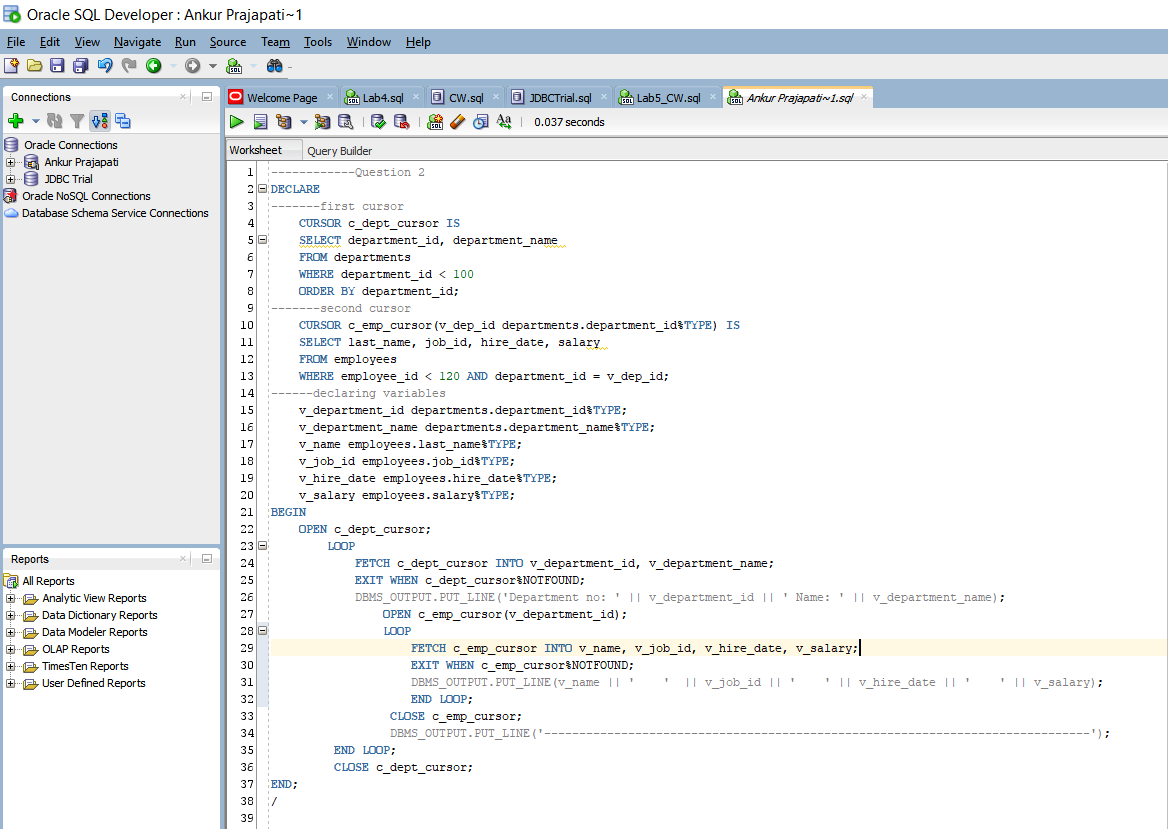 Oracle SQL Developer : Ankur Prajapati~1
File Edit View Navigate Run Source Team Tools Window Help
Connections
Oracle Connections
Ankur Prajapati
JDBC Trial
Oracle NoSQL Connections
Database Schema Service Connections
Reports
All Reports
Analytic View Reports
Data Dictionary Reports
Data Modeler Reports
OLAP Reports
TimesTen Reports
User Defined Reports
Welcome Page Lab4.sql CW.sql JDBCTrial.sql Lab5_CW.sql Ankur Prajapati~1.sql
0.037 seconds
Worksheet Query Builder
1 ------------Question 2
2 DECLARE
3 -------first cursor
4 CURSOR c_dept_cursor IS
5 SELECT department_id, department_name
6 FROM departments
7 WHERE department_id < 100
8 ORDER BY department_id;
9 -------second cursor
10 CURSOR c_emp_cursor(v_dep_id departments.department_id%TYPE) IS
11 SELECT last_name, job_id, hire_date, salary
12 FROM employees
13 WHERE employee_id < 120 AND department_id = v_dep_id;
14 ------declaring variables
15 v_department_id departments.department_id%TYPE;
16 v_department_name departments.department_name%TYPE;
17 v_name employees.last_name%TYPE;
18 v_job_id employees.job_id%TYPE;
19 v_hire_date employees.hire_date%TYPE;
20 v_salary employees.salary%TYPE;
21 BEGIN
22 OPEN c_dept_cursor;
23 LOOP
24 FETCH c_dept_cursor INTO v_department_id, v_department_name;
25 EXIT WHEN c_dept_cursor%NOTFOUND;
26 DBMS_OUTPUT.PUT_LINE('Department no: ' || v_department_id || ' Name: ' || v_department_name);
27 OPEN c_emp_cursor(v_department_id);
28 LOOP
29 FETCH c_emp_cursor INTO v_name, v_job_id, v_hire_date, v_salary;
30 EXIT WHEN c_emp_cursor%NOTFOUND;
31 DBMS_OUTPUT.PUT_LINE(v_name || '    '  || v_job_id || '    ' || v_hire_date || '    ' || v_salary);
32 END LOOP;
33 CLOSE c_emp_cursor;
34 DBMS_OUTPUT.PUT_LINE('------------------------------------------------------------------------------');
35 END LOOP;
36 CLOSE c_dept_cursor;
37 END;
38 /
39